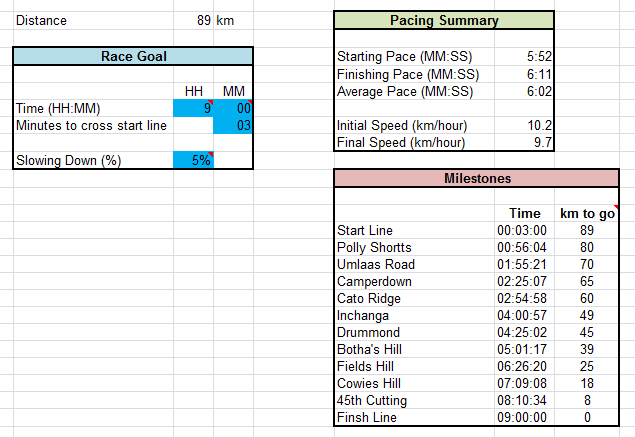 Distance 89 km
Race Goal
HH MM
Time (HH:MM) 9 00
Minutes to cross start line 03
Slowing Down (%) 5%
Pacing Summary
Starting Pace (MM:SS) 5:52
Finishing Pace (MM:SS) 6:11
Average Pace (MM:SS) 6:02
Initial Speed (km/hour) 10.2
Final Speed (km/hour) 9.7
Milestones
Time km to go
Start Line 00:03:00 89
Polly Shortts 00:56:04 80
Umlaas Road 01:55:21 70
Camperdown 02:25:07 65
Cato Ridge 02:54:58 60
Inchanga 04:00:57 49
Drummond 04:25:02 45
Botha's Hill 05:01:17 39
Fields Hill 06:26:20 25
Cowies Hill 07:09:08 18
45th Cutting 08:10:34 8
Finsh Line 09:00:00 0